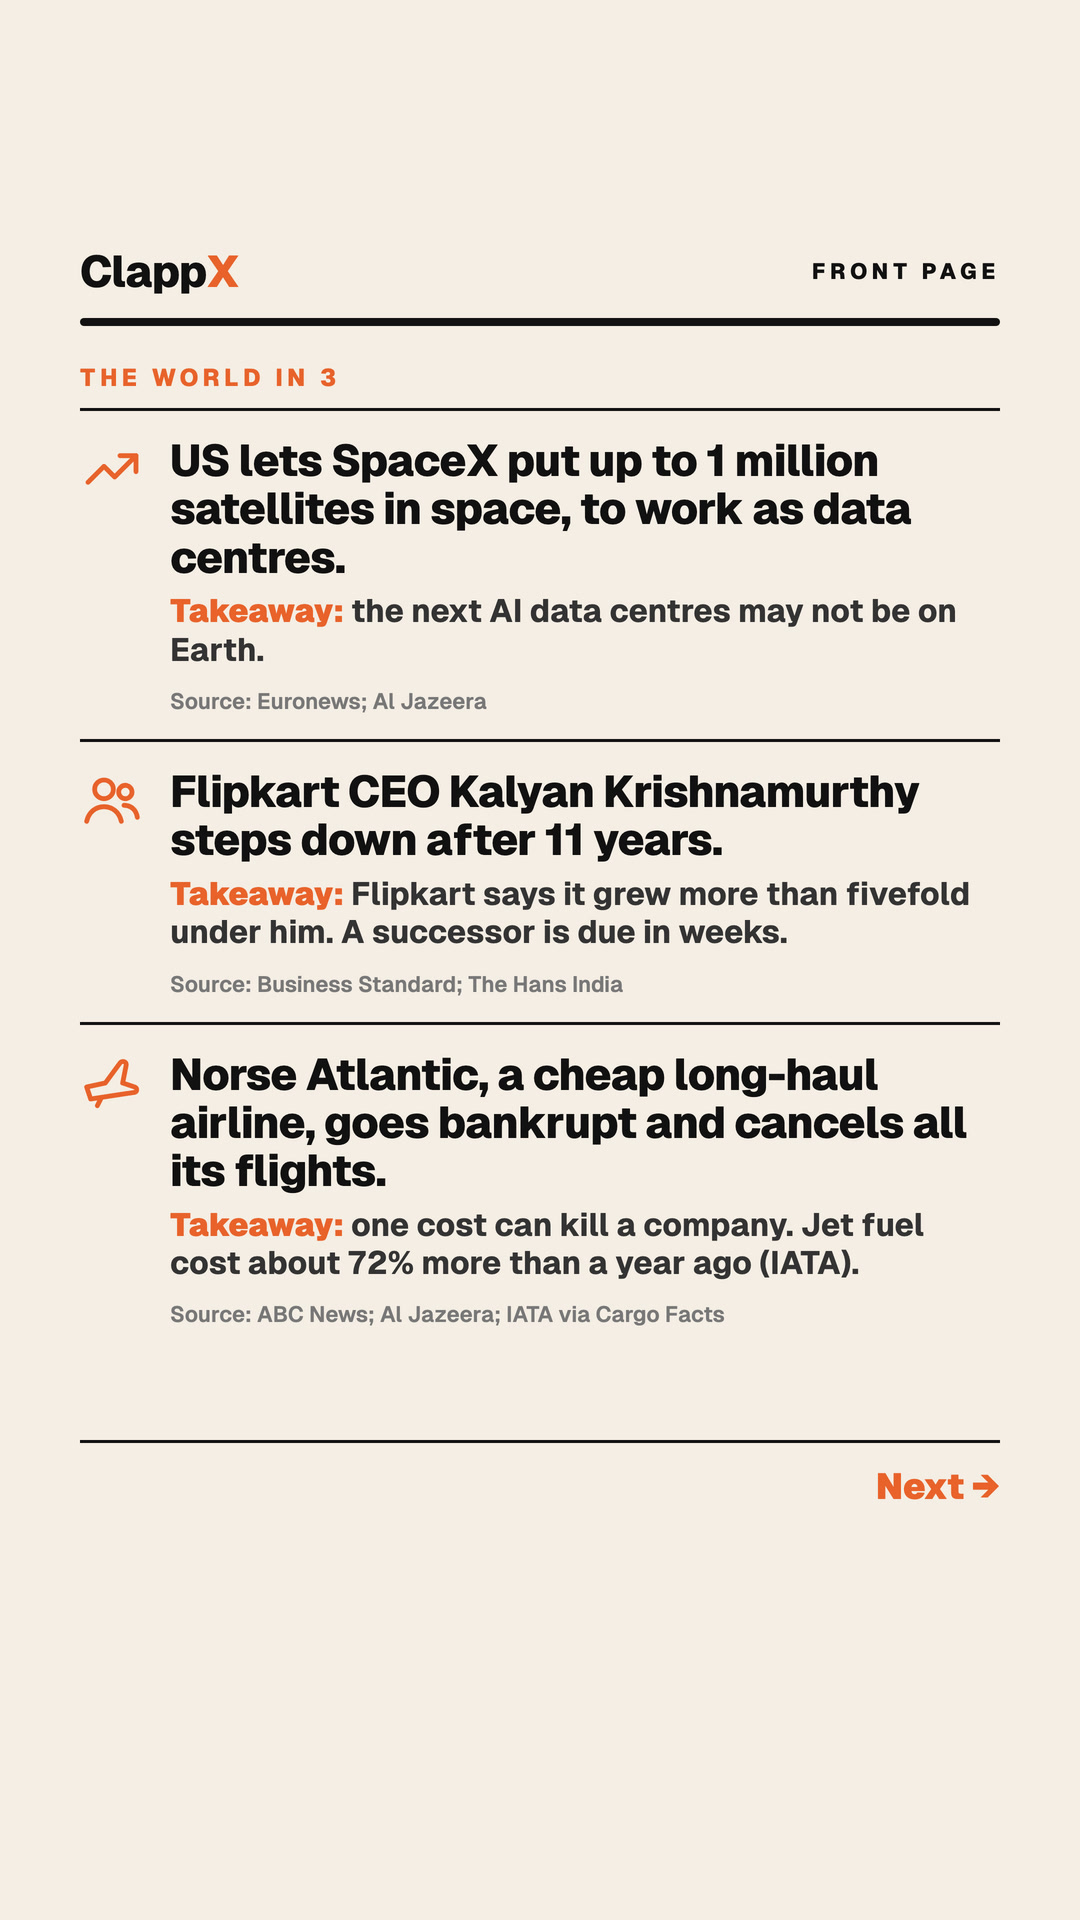 ClappX
FRONT PAGE
THE WORLD IN 3
US lets SpaceX put up to 1 million
satellites in space, to work as data
centres.
Takeaway: the next AI data centres may not be on
Earth.
Source: Euronews; Al Jazeera
Flipkart CEO Kalyan Krishnamurthy
steps down after 11 years.
Takeaway: Flipkart says it grew more than fivefold
under him. A successor is due in weeks.
Source: Business Standard; The Hans India
Norse Atlantic, a cheap long-haul
airline, goes bankrupt and cancels all
its flights.
Takeaway: one cost can kill a company. Jet fuel
cost about 72% more than a year ago (IATA).
Source: ABC News; Al Jazeera; IATA via Cargo Facts
Next →